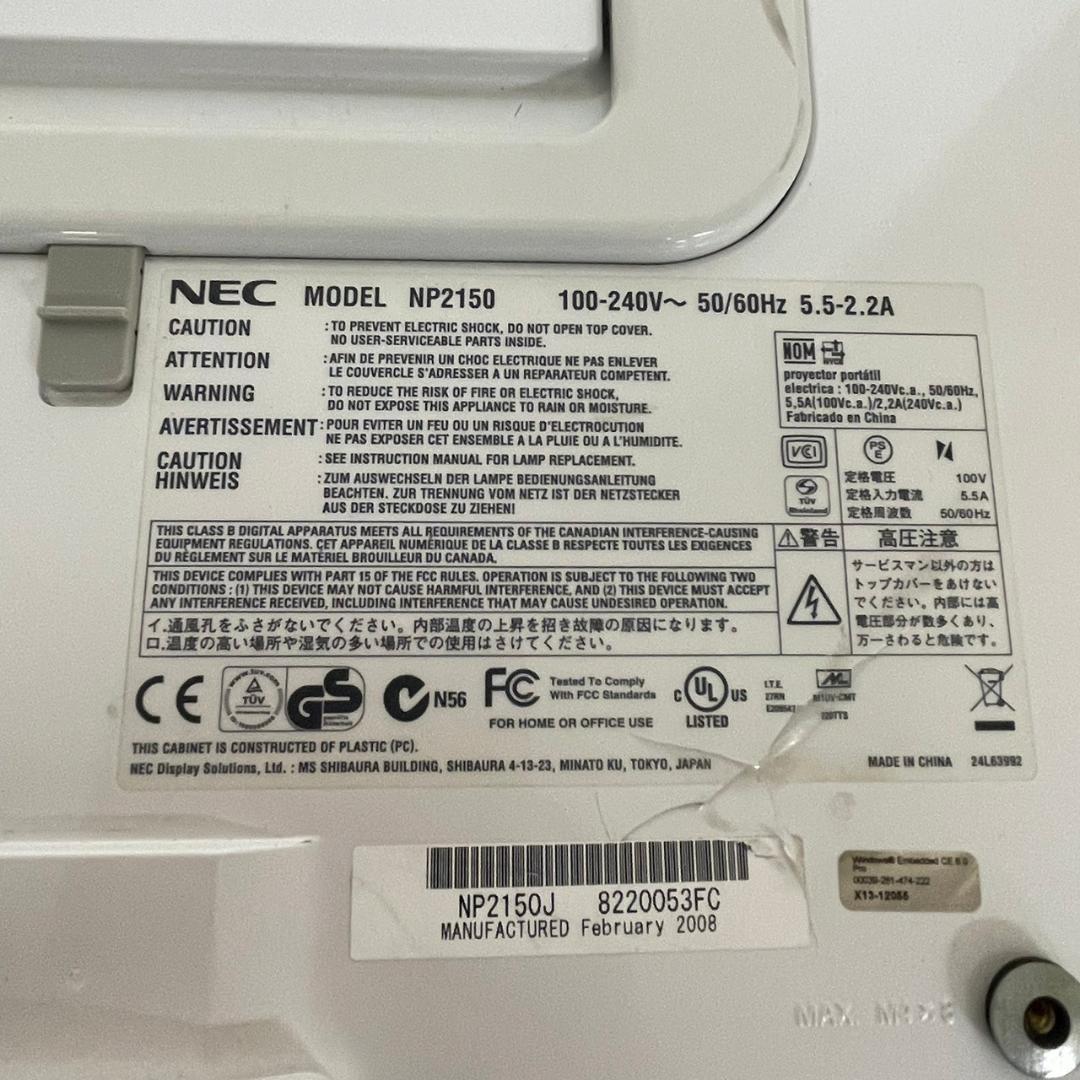 NEC MODEL NP2150 100-240V～ 50/60Hz 5.5-2.2A
CAUTION : TO PREVENT ELECTRIC SHOCK, DO NOT OPEN TOP COVER.
NO USER-SERVICEABLE PARTS INSIDE.
ATTENTION : AFIN DE PREVENIR UN CHOC ELECTRIQUE NE PAS ENLEVER
LE COUVERCLE S'ADRESSER A UN REPARATEUR COMPETENT.
WARNING : TO REDUCE THE RISK OF FIRE OR ELECTRIC SHOCK,
DO NOT EXPOSE THIS APPLIANCE TO RAIN OR MOISTURE.
AVERTISSEMENT : POUR EVITER UN FEU OU UN RISQUE D'ELECTROCUTION
NE PAS EXPOSER CET ENSEMBLE A LA PLUIE OU A L'HUMIDITE.
CAUTION : SEE INSTRUCTION MANUAL FOR LAMP REPLACEMENT.
HINWEIS : ZUM AUSWECHSELN DER LAMPE BEDIENUNGSANLEITUNG
BEACHTEN. ZUR TRENNUNG VOM NETZ IST DER NETZSTECKER
AUS DER STECKDOSE ZU ZIEHEN!
NOM NYCE
proyector portátil
electrica : 100-240Vc.a., 50/60Hz,
5,5A(100Vc.a.)/2,2A(240Vc.a.)
Fabricado en China
VCI
PS E
TÜV
Rheinland
定格電圧 100V
定格入力電流 5.5A
定格周波数 50/60Hz
THIS CLASS B DIGITAL APPARATUS MEETS ALL REQUIREMENTS OF THE CANADIAN INTERFERENCE-CAUSING
EQUIPMENT REGULATIONS. CET APPAREIL NUMÉRIQUE DE LA CLASSE B RESPECTE TOUTES LES EXIGENCES
DU RÈGLEMENT SUR LE MATÉRIEL BROUILLEUR DU CANADA.
THIS DEVICE COMPLIES WITH PART 15 OF THE FCC RULES. OPERATION IS SUBJECT TO THE FOLLOWING TWO
CONDITIONS : (1) THIS DEVICE MAY NOT CAUSE HARMFUL INTERFERENCE, AND (2) THIS DEVICE MUST ACCEPT
ANY INTERFERENCE RECEIVED, INCLUDING INTERFERENCE THAT MAY CAUSE UNDESIRED OPERATION.
イ.通風孔をふさがないでください。内部温度の上昇を招き故障の原因になります。
ロ.温度の高い場所や湿気の多い場所での使用はさけてください。
警告 高圧注意
サービスマン以外の方は
トップカバーをあけない
でください。内部には高
電圧部分が数多くあり、
万一さわると危険です。
CE
TÜV
GS
N56
FC Tested To Comply
With FCC Standards
FOR HOME OR OFFICE USE
C UL US
LISTED
I.T.E.
THIS CABINET IS CONSTRUCTED OF PLASTIC (PC).
NEC Display Solutions, Ltd. : MS SHIBAURA BUILDING, SHIBAURA 4-13-23, MINATO KU, TOKYO, JAPAN
MADE IN CHINA 24L63992
NP2150J 8220053FC
MANUFACTURED February 2008
Windows® Embedded CE 6.0
Pro
00039-281-474-222
X13-12055